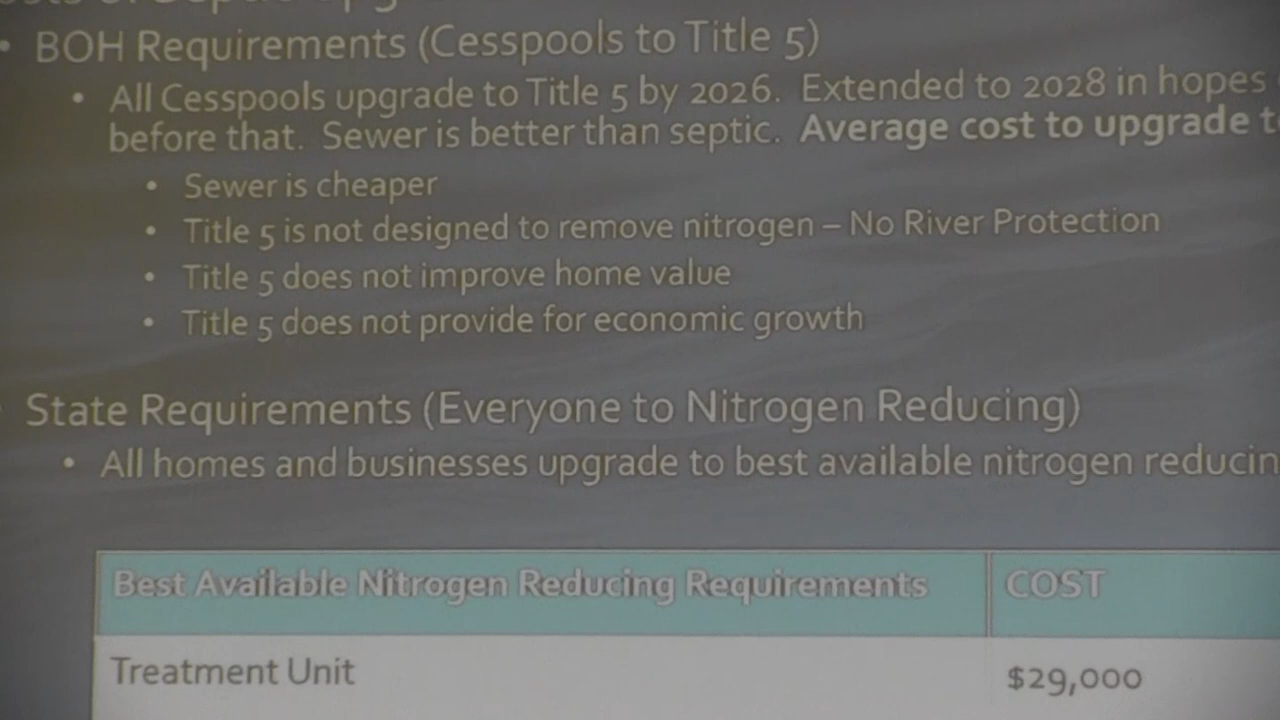 • BOH Requirements (Cesspools to Title 5)
• All Cesspools upgrade to Title 5 by 2026. Extended to 2028 in hopes
before that. Sewer is better than septic. Average cost to upgrade
• Sewer is cheaper
• Title 5 is not designed to remove nitrogen – No River Protection
• Title 5 does not improve home value
• Title 5 does not provide for economic growth
State Requirements (Everyone to Nitrogen Reducing)
• All homes and businesses upgrade to best available nitrogen reducin
Best Available Nitrogen Reducing Requirements COST
Treatment Unit $29,000